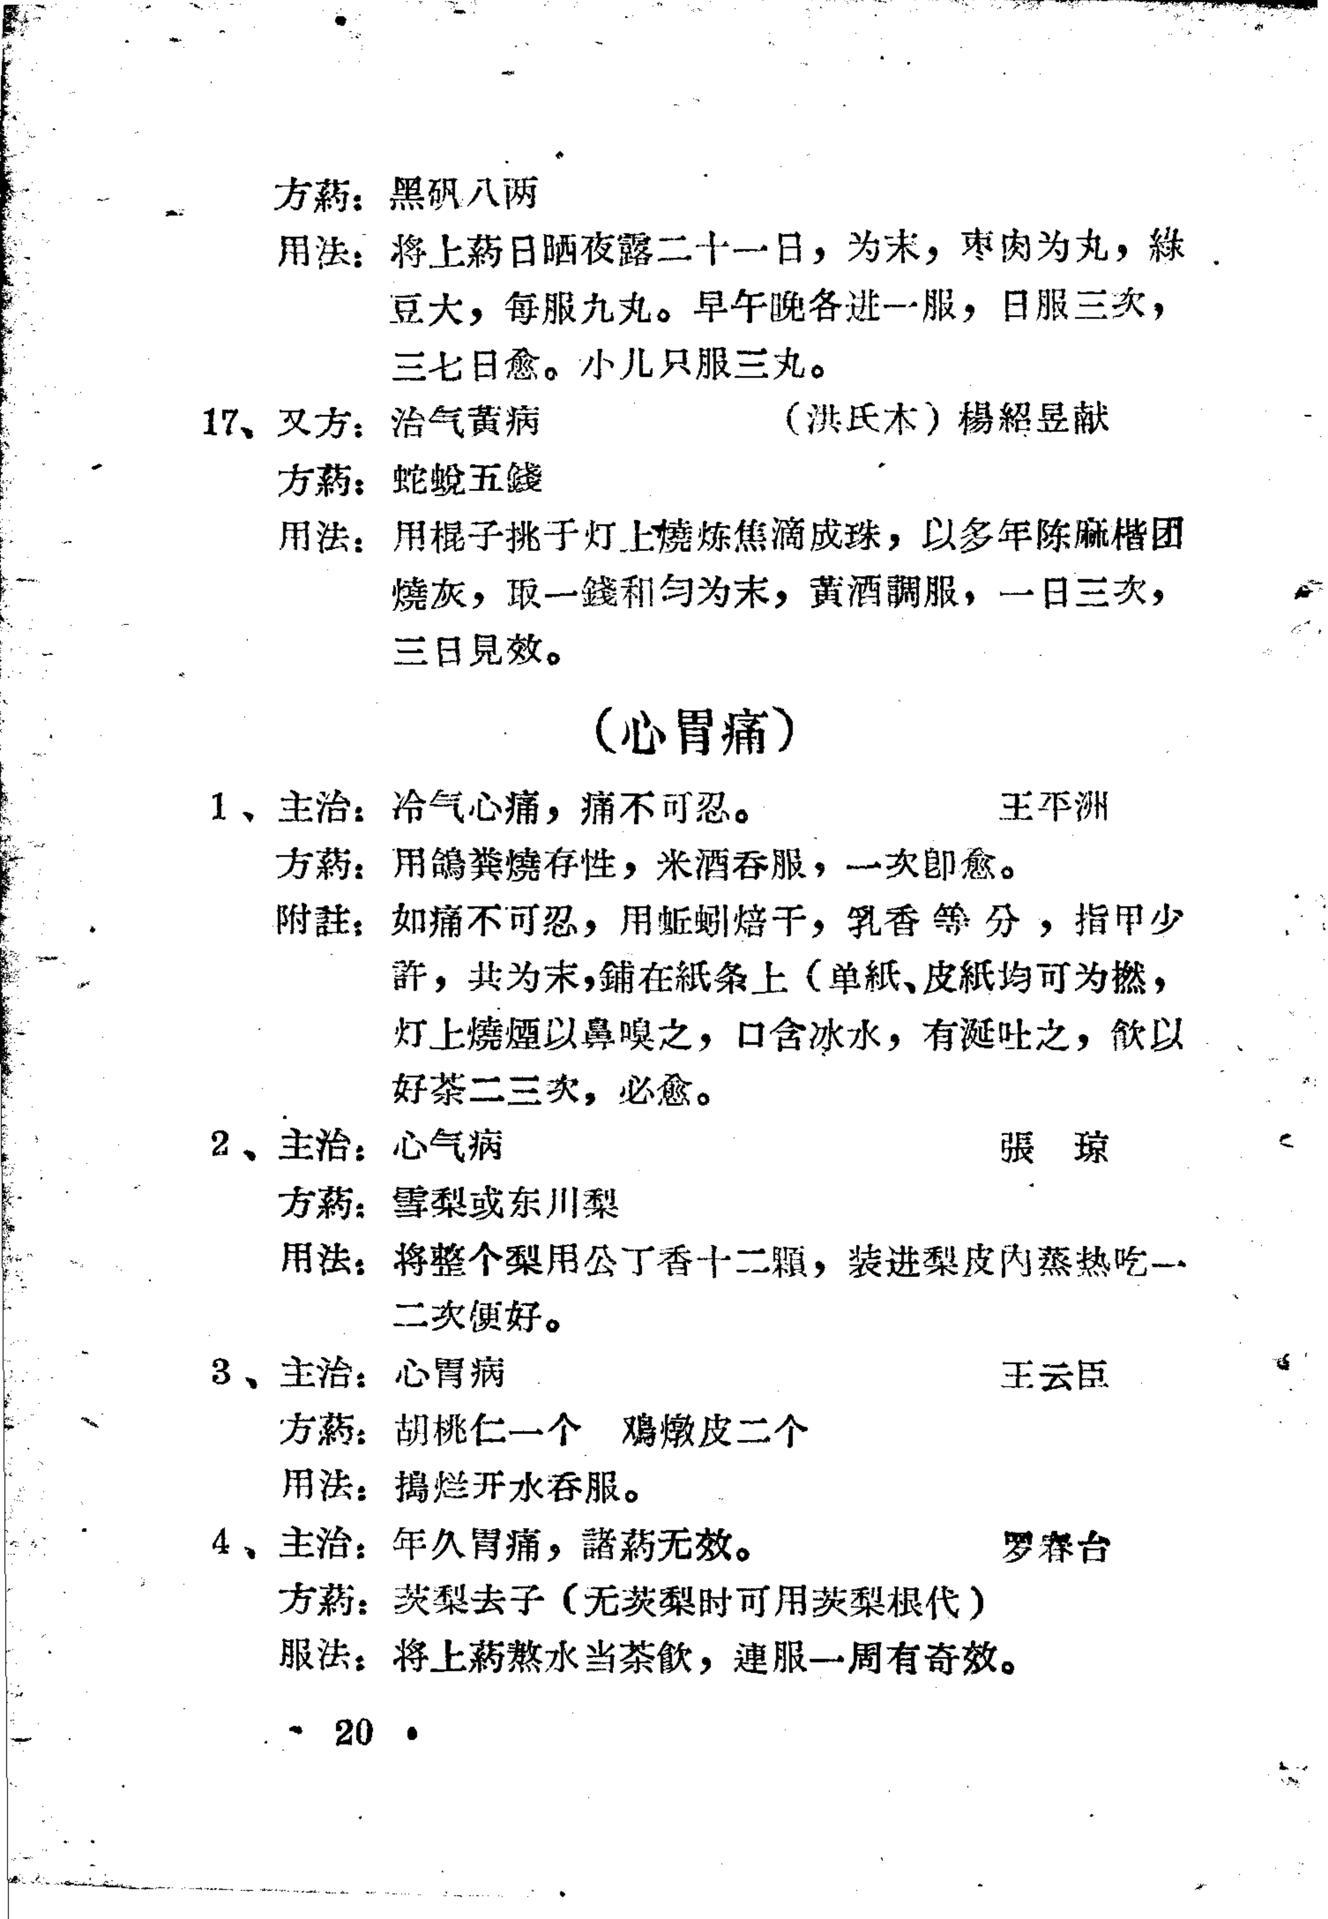 方葯：黑矾八两
用法：将上葯日晒夜露二十一日，为末，枣肉为丸，綠
豆大，每服九丸。早午晚各进一服，日服三次，
三七日愈。小儿只服三丸。
17、又方：治气黃病　（洪氏木）楊紹昱献
方葯：蛇蛻五錢
用法：用棍子挑于灯上燒炼焦滴成珠，以多年陈麻楷团
燒灰，取一錢和匀为末，黃酒調服，一日三次，
三日見效。
（心胃痛）
1、主治：冷气心痛，痛不可忍。　王平洲
方葯：用鴿粪燒存性，米酒吞服，一次卽愈。
附註：如痛不可忍，用蚯蚓焙干，乳香等分，指甲少
許，共为末，鋪在紙条上（单紙、皮紙均可为撚，
灯上燒煙以鼻嗅之，口含冰水，有涎吐之，飮以
好茶二三次，必愈。
2、主治：心气病　張　琼
方葯：雪梨或东川梨
用法：将整个梨用公丁香十二顆，装进梨皮內蒸热吃一
二次便好。
3、主治：心胃病　王云臣
方葯：胡桃仁一个　鷄燉皮二个
用法：搗烂开水吞服。
4、主治：年久胃痛，諸葯无效。　罗春台
方葯：茨梨去子（无茨梨时可用茨梨根代）
服法：将上葯熬水当茶飮，連服一周有奇效。
· 20 ·